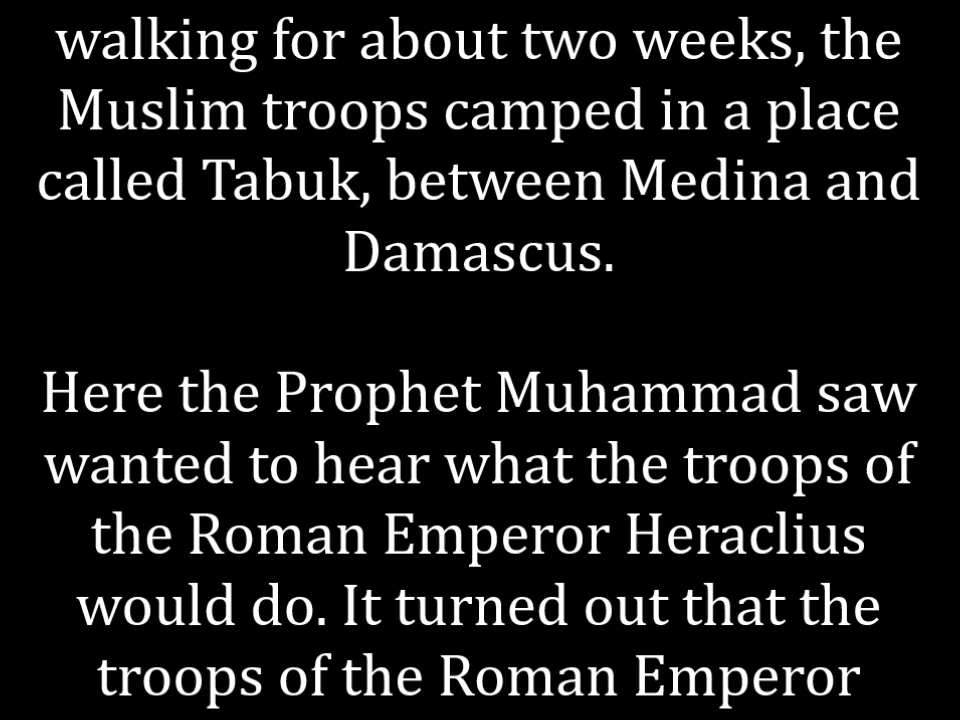 walking for about two weeks, the
Muslim troops camped in a place
called Tabuk, between Medina and
Damascus.
Here the Prophet Muhammad saw
wanted to hear what the troops of
the Roman Emperor Heraclius
would do. It turned out that the
troops of the Roman Emperor